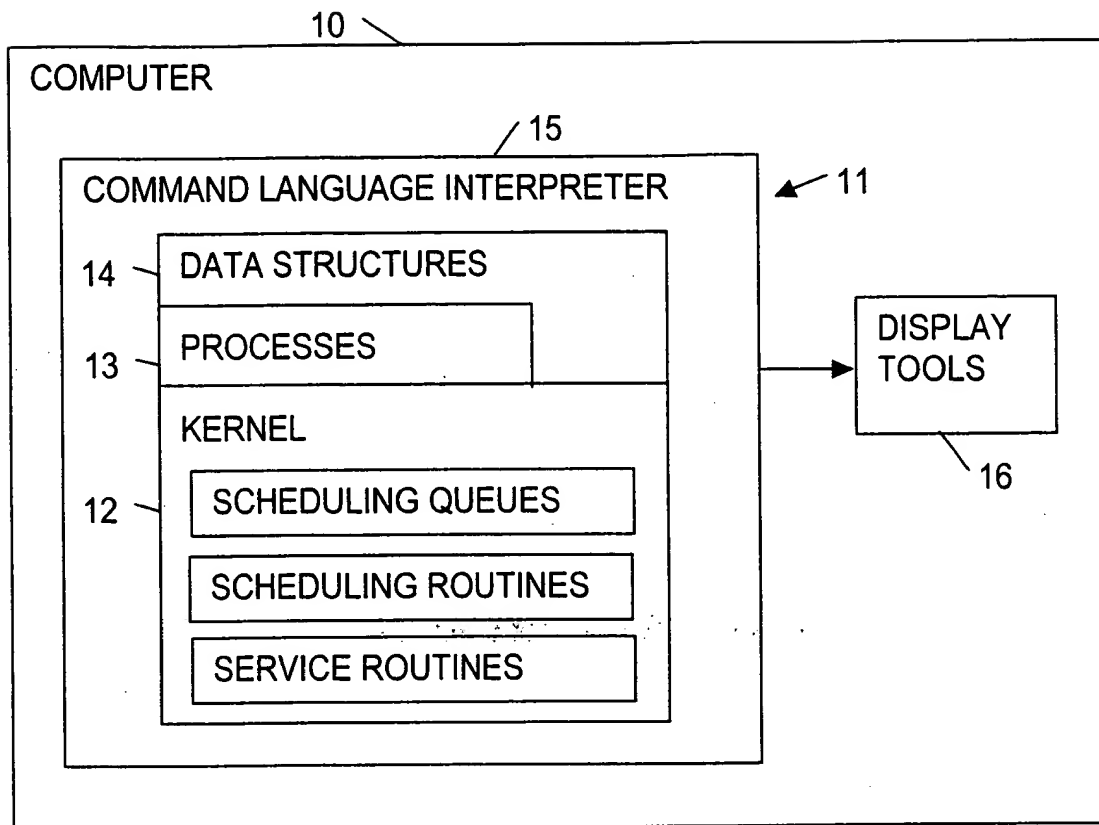 10
COMPUTER
15
COMMAND LANGUAGE INTERPRETER
11
14
DATA STRUCTURES
13
PROCESSES
DISPLAY
TOOLS
KERNEL
12
SCHEDULING QUEUES
16
SCHEDULING ROUTINES
SERVICE ROUTINES